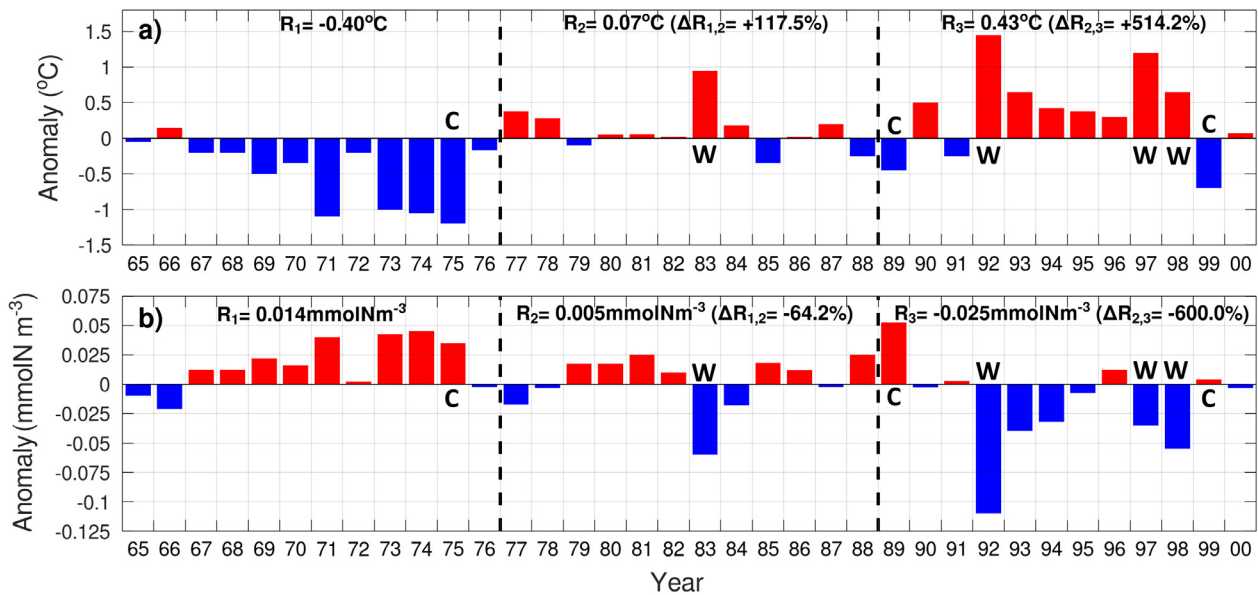 a) R₁= -0.40ºC R₂= 0.07ºC (ΔR₁,₂= +117.5%) R₃= 0.43ºC (ΔR₂,₃= +514.2%)
Anomaly (ºC)
1.5
1
0.5
0
-0.5
-1
-1.5
C
W
C
W
W
W
C
65 66 67 68 69 70 71 72 73 74 75 76 77 78 79 80 81 82 83 84 85 86 87 88 89 90 91 92 93 94 95 96 97 98 99 00
b) R₁= 0.014mmolNm⁻³ R₂= 0.005mmolNm⁻³ (ΔR₁,₂= -64.2%) R₃= -0.025mmolNm⁻³ (ΔR₂,₃= -600.0%)
Anomaly (mmolN m⁻³)
0.075
0.05
0.025
0
-0.025
-0.05
-0.075
-0.1
-0.125
C
W
C
W
W
W
C
65 66 67 68 69 70 71 72 73 74 75 76 77 78 79 80 81 82 83 84 85 86 87 88 89 90 91 92 93 94 95 96 97 98 99 00
Year